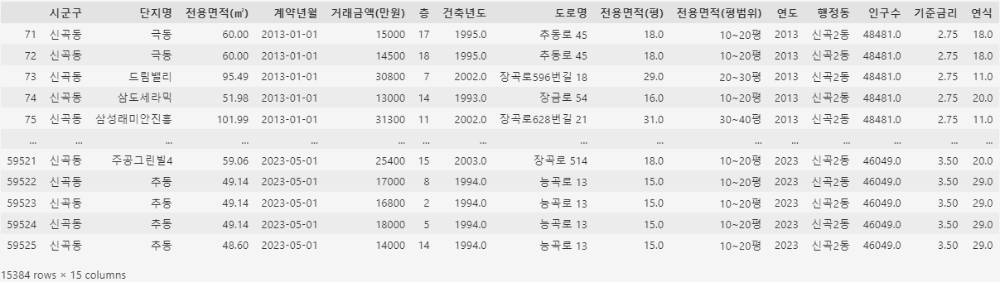 시군구 단지명 전용면적(㎡) 계약년월 거래금액(만원) 층 건축년도 도로명 전용면적(평) 전용면적(평범위) 연도 행정동 인구수 기준금리 연식
71 신곡동 극동 60.00 2013-01-01 15000 17 1995.0 추동로 45 18.0 10~20평 2013 신곡2동 48481.0 2.75 18.0
72 신곡동 극동 60.00 2013-01-01 14500 18 1995.0 추동로 45 18.0 10~20평 2013 신곡2동 48481.0 2.75 18.0
73 신곡동 드림밸리 95.49 2013-01-01 30800 7 2002.0 장곡로596번길 18 29.0 20~30평 2013 신곡2동 48481.0 2.75 11.0
74 신곡동 삼도세라믹 51.98 2013-01-01 13000 14 1993.0 장금로 54 16.0 10~20평 2013 신곡2동 48481.0 2.75 20.0
75 신곡동 삼성래미안진흥 101.99 2013-01-01 31300 11 2002.0 장곡로628번길 21 31.0 30~40평 2013 신곡2동 48481.0 2.75 11.0
... ... ... ... ... ... ... ... ... ... ... ... ... ... ... ...
59521 신곡동 주공그린빌4 59.06 2023-05-01 25400 15 2003.0 장곡로 514 18.0 10~20평 2023 신곡2동 46049.0 3.50 20.0
59522 신곡동 추동 49.14 2023-05-01 17000 8 1994.0 능곡로 13 15.0 10~20평 2023 신곡2동 46049.0 3.50 29.0
59523 신곡동 추동 49.14 2023-05-01 16800 2 1994.0 능곡로 13 15.0 10~20평 2023 신곡2동 46049.0 3.50 29.0
59524 신곡동 추동 49.14 2023-05-01 18000 5 1994.0 능곡로 13 15.0 10~20평 2023 신곡2동 46049.0 3.50 29.0
59525 신곡동 추동 48.60 2023-05-01 14000 14 1994.0 능곡로 13 15.0 10~20평 2023 신곡2동 46049.0 3.50 29.0
15384 rows × 15 columns